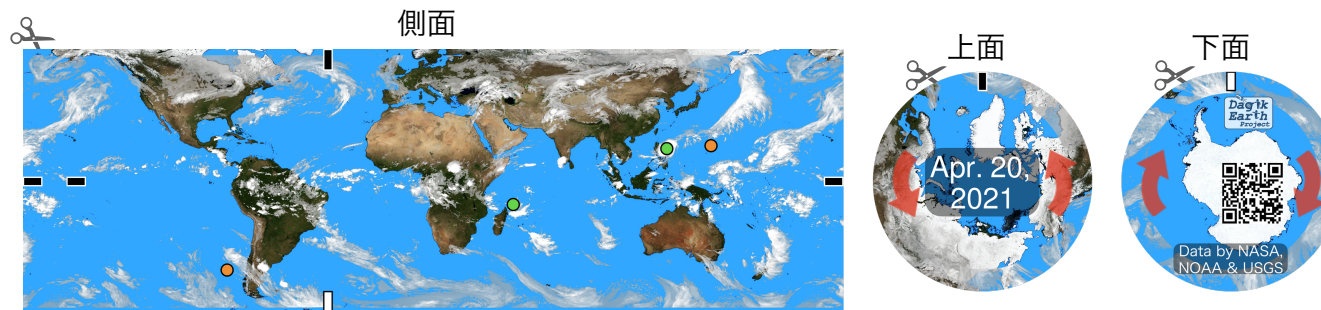 側面
上面
下面
Apr. 20,
2021
Dagik
Earth
Project
Data by NASA,
NOAA & USGS